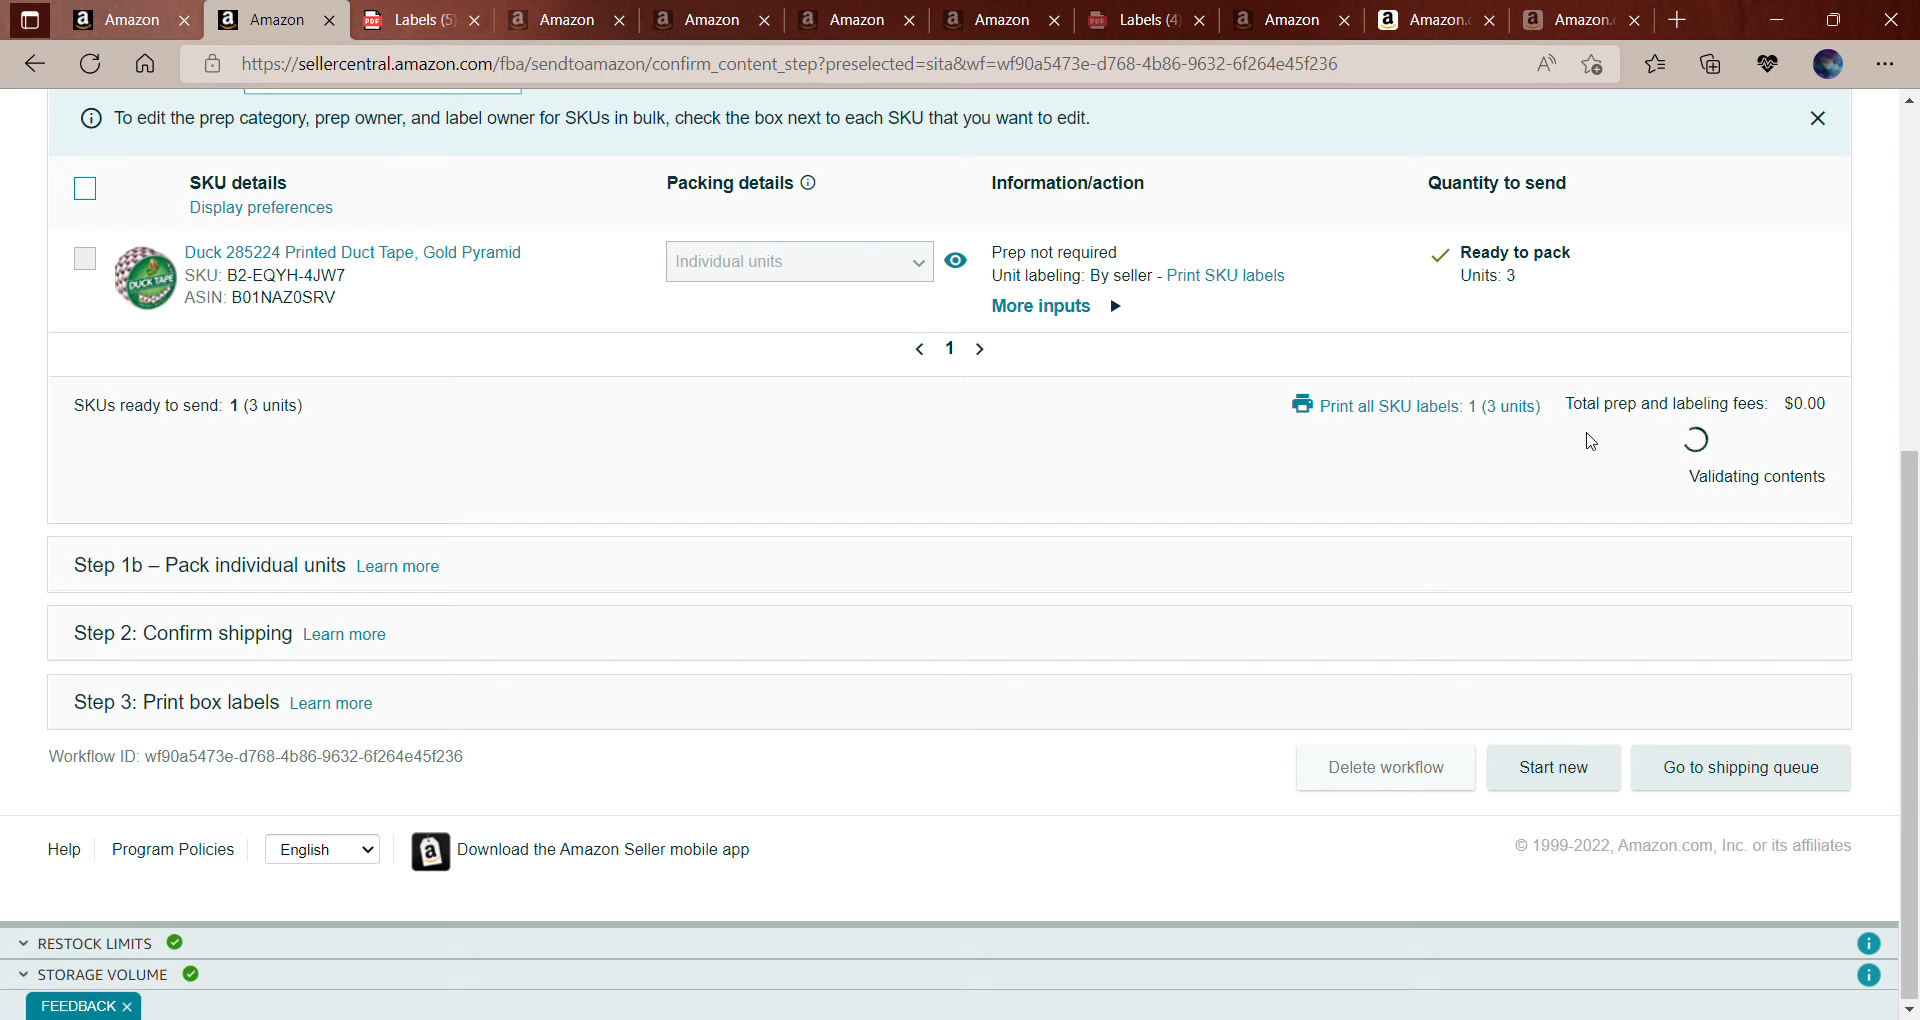 Amazon
Amazon
Labels (5)
Amazon
Amazon
Amazon
Amazon
Labels (4)
Amazon
Amazon.
Amazon.
https://sellercentral.amazon.com/fba/sendtoamazon/confirm_content_step?preselected=sita&wf=wf90a5473e-d768-4b86-9632-6f264e45f236
To edit the prep category, prep owner, and label owner for SKUs in bulk, check the box next to each SKU that you want to edit.
SKU details
Packing details
Information/action
Quantity to send
Display preferences
DUCK TAPE
Duck 285224 Printed Duct Tape, Gold Pyramid
SKU: B2-EQYH-4JW7
ASIN: B01NAZ0SRV
Individual units
Prep not required
Unit labeling: By seller - Print SKU labels
More inputs
Ready to pack
Units: 3
1
SKUs ready to send: 1 (3 units)
Print all SKU labels: 1 (3 units)
Total prep and labeling fees: $0.00
Validating contents
Step 1b – Pack individual units Learn more
Step 2: Confirm shipping Learn more
Step 3: Print box labels Learn more
Workflow ID: wf90a5473e-d768-4b86-9632-6f264e45f236
Delete workflow
Start new
Go to shipping queue
Help
Program Policies
English
Download the Amazon Seller mobile app
© 1999-2022, Amazon.com, Inc. or its affiliates
RESTOCK LIMITS
STORAGE VOLUME
FEEDBACK